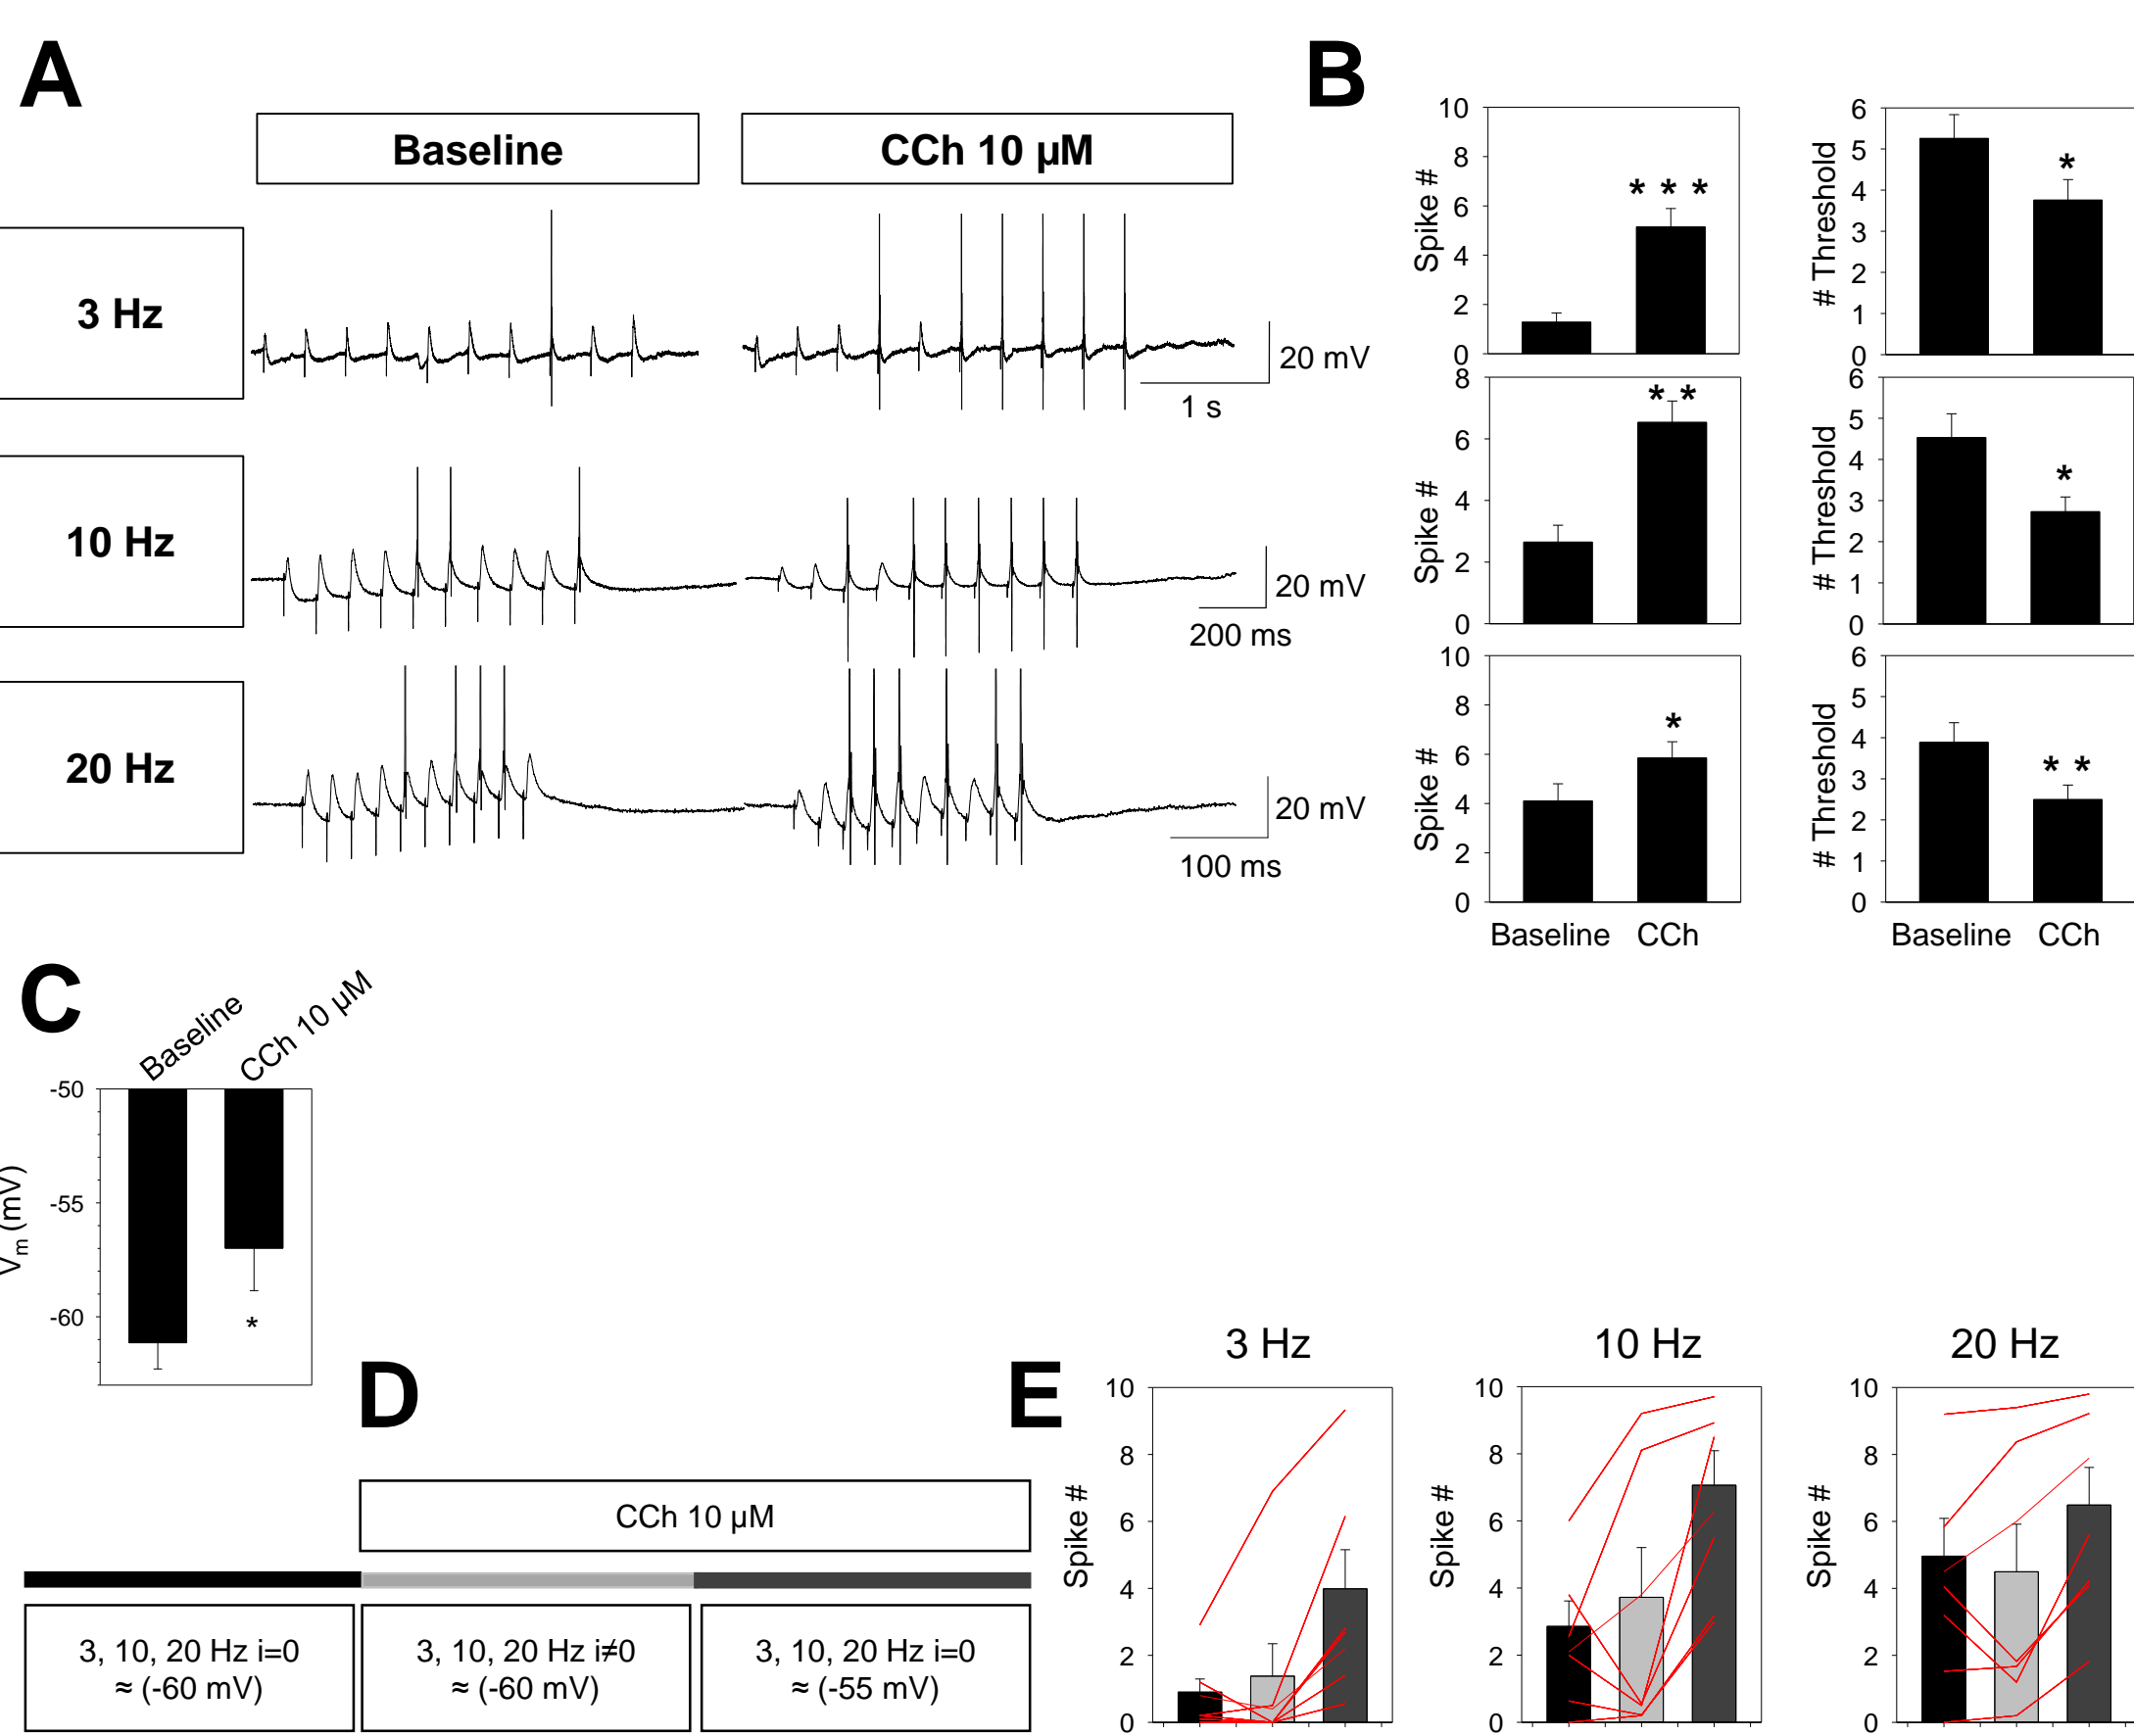 A
B
Baseline
CCh 10 µM
3 Hz
20 mV
1 s
10 Hz
20 mV
200 ms
20 Hz
20 mV
100 ms
Spike #
10
8
6
4
2
0
* * *
# Threshold
6
5
4
3
2
1
0
*
Spike #
8
6
4
2
0
* *
# Threshold
6
5
4
3
2
1
0
*
Spike #
10
8
6
4
2
0
*
Baseline CCh
# Threshold
6
5
4
3
2
1
0
* *
Baseline CCh
C
Baseline
CCh 10 µM
-50
-55
-60
Vm (mV)
*
D
CCh 10 µM
3, 10, 20 Hz i=0
≈ (-60 mV)
3, 10, 20 Hz i≠0
≈ (-60 mV)
3, 10, 20 Hz i=0
≈ (-55 mV)
E
3 Hz
Spike #
10
8
6
4
2
0
10 Hz
Spike #
10
8
6
4
2
0
20 Hz
Spike #
10
8
6
4
2
0